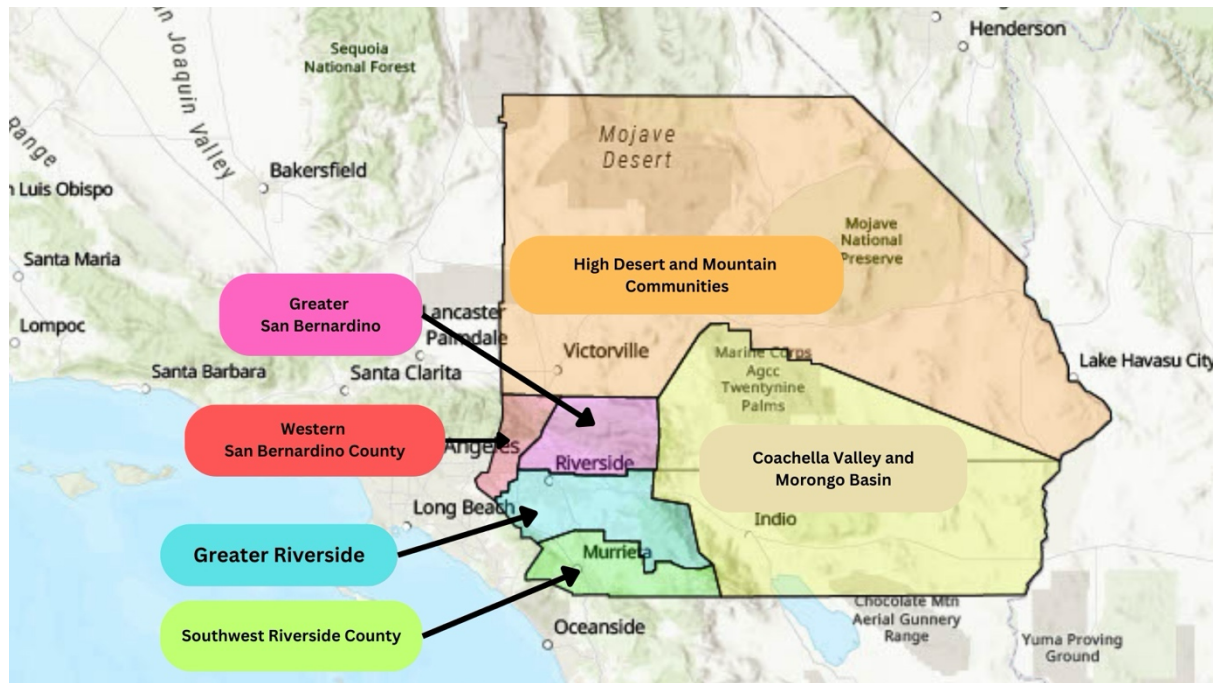 Henderson
Sequoia
National Forest
n Joaquin Valley
Range
Mojave
Desert
Bakersfield
n Luis Obispo
Mojave
National
Preserve
Santa Maria
High Desert and Mountain
Communities
Greater
San Bernardino
Lancaster
Palmdale
Lompoc
Victorville
Marine Corps
Agcc
Twentynine
Palms
Lake Havasu City
Santa Barbara
Santa Clarita
Western
San Bernardino County
Angeles
Riverside
Coachella Valley and
Morongo Basin
Long Beach
Indio
Greater Riverside
Murrieta
Southwest Riverside County
Oceanside
Chocolate Mtn
Aerial Gunnery
Range
Yuma Proving
Ground